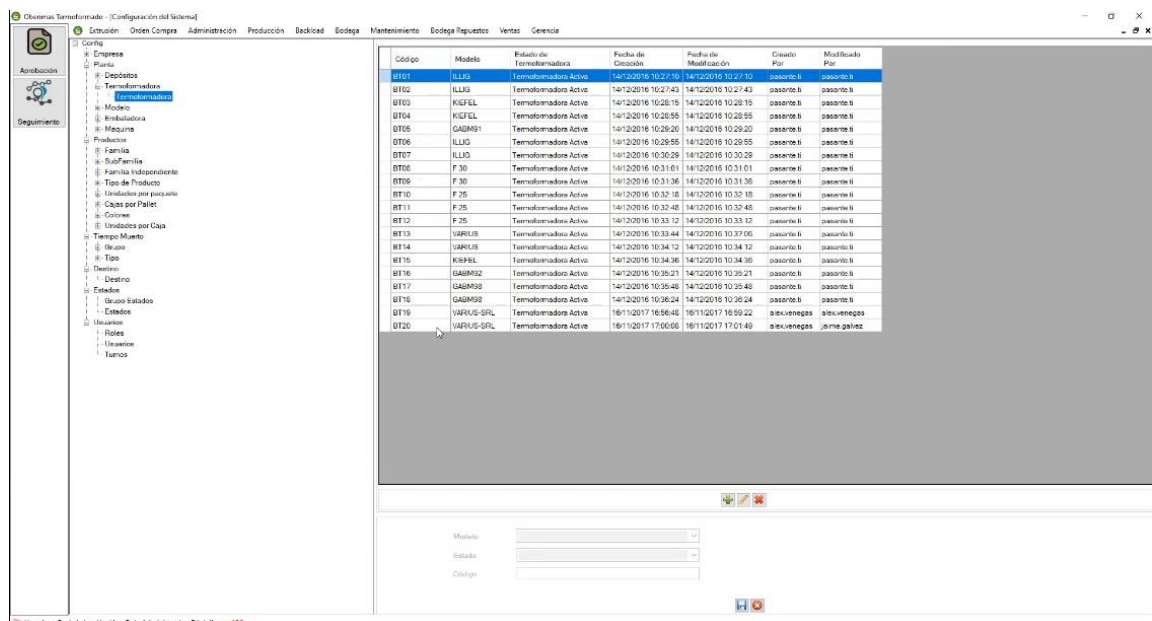 Obenemas Termoformado - [Configuración del Sistema]
Extrusión Orden Compra Administración Producción Backload Bodega Mantenimiento Bodega Repuestos Ventas Gerencia
Aprobación
Seguimiento
Config
Empresa
Planta
Depósitos
Termoformadora
Termoformadora
Modelo
Embaladora
Maquina
Productos
Familia
SubFamilia
Familia Independiente
Tipo de Producto
Unidades por paquete
Cajas por Pallet
Colores
Unidades por Caja
Tiempo Muerto
Grupo
Tipo
Destino
Destino
Estados
Grupo Estados
Estados
Usuarios
Roles
Usuarios
Turnos
Código Modelo Estado de Termoformadora Fecha de Creación Fecha de Modificación Creado Por Modificado Por
BT01 ILLIG Termoformadora Activa 14/12/2016 10:27:10 14/12/2016 10:27:10 pasante.ti pasante.ti
BT02 ILLIG Termoformadora Activa 14/12/2016 10:27:43 14/12/2016 10:27:43 pasante.ti pasante.ti
BT03 KIEFEL Termoformadora Activa 14/12/2016 10:28:15 14/12/2016 10:28:15 pasante.ti pasante.ti
BT04 KIEFEL Termoformadora Activa 14/12/2016 10:28:55 14/12/2016 10:28:55 pasante.ti pasante.ti
BT05 GABM91 Termoformadora Activa 14/12/2016 10:29:20 14/12/2016 10:29:20 pasante.ti pasante.ti
BT06 ILLIG Termoformadora Activa 14/12/2016 10:29:55 14/12/2016 10:29:55 pasante.ti pasante.ti
BT07 ILLIG Termoformadora Activa 14/12/2016 10:30:29 14/12/2016 10:30:29 pasante.ti pasante.ti
BT08 F 30 Termoformadora Activa 14/12/2016 10:31:01 14/12/2016 10:31:01 pasante.ti pasante.ti
BT09 F 30 Termoformadora Activa 14/12/2016 10:31:36 14/12/2016 10:31:36 pasante.ti pasante.ti
BT10 F 25 Termoformadora Activa 14/12/2016 10:32:18 14/12/2016 10:32:18 pasante.ti pasante.ti
BT11 F 25 Termoformadora Activa 14/12/2016 10:32:48 14/12/2016 10:32:48 pasante.ti pasante.ti
BT12 F 25 Termoformadora Activa 14/12/2016 10:33:12 14/12/2016 10:33:12 pasante.ti pasante.ti
BT13 VARIUS Termoformadora Activa 14/12/2016 10:33:44 14/12/2016 10:37:06 pasante.ti pasante.ti
BT14 VARIUS Termoformadora Activa 14/12/2016 10:34:12 14/12/2016 10:34:12 pasante.ti pasante.ti
BT15 KIEFEL Termoformadora Activa 14/12/2016 10:34:36 14/12/2016 10:34:36 pasante.ti pasante.ti
BT16 GABM92 Termoformadora Activa 14/12/2016 10:35:21 14/12/2016 10:35:21 pasante.ti pasante.ti
BT17 GABM98 Termoformadora Activa 14/12/2016 10:35:48 14/12/2016 10:35:48 pasante.ti pasante.ti
BT18 GABM98 Termoformadora Activa 14/12/2016 10:36:24 14/12/2016 10:36:24 pasante.ti pasante.ti
BT19 VARIUS-SRL Termoformadora Activa 16/11/2017 16:56:48 16/11/2017 16:59:22 alex.venegas alex.venegas
BT20 VARIUS-SRL Termoformadora Activa 16/11/2017 17:00:08 16/11/2017 17:01:49 alex.venegas jaime.galvez
Modelo
Estado
Código